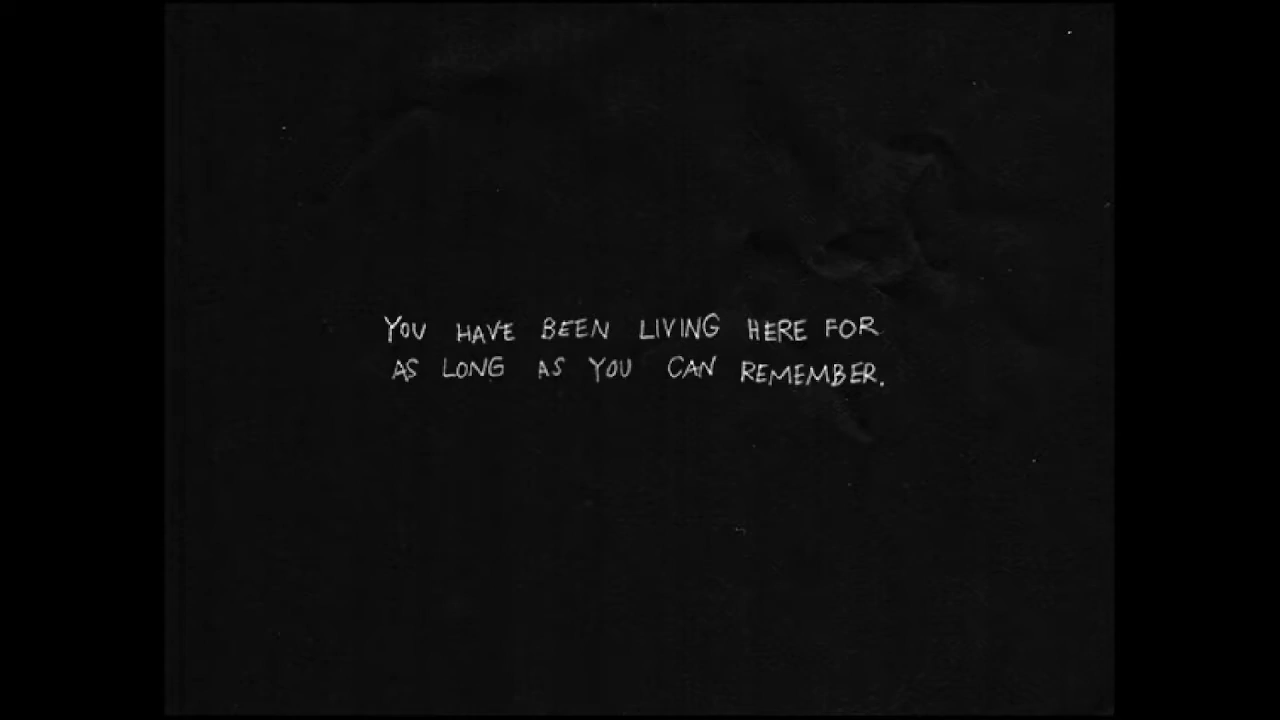 YOU HAVE BEEN LIVING HERE FOR
AS LONG AS YOU CAN REMEMBER.